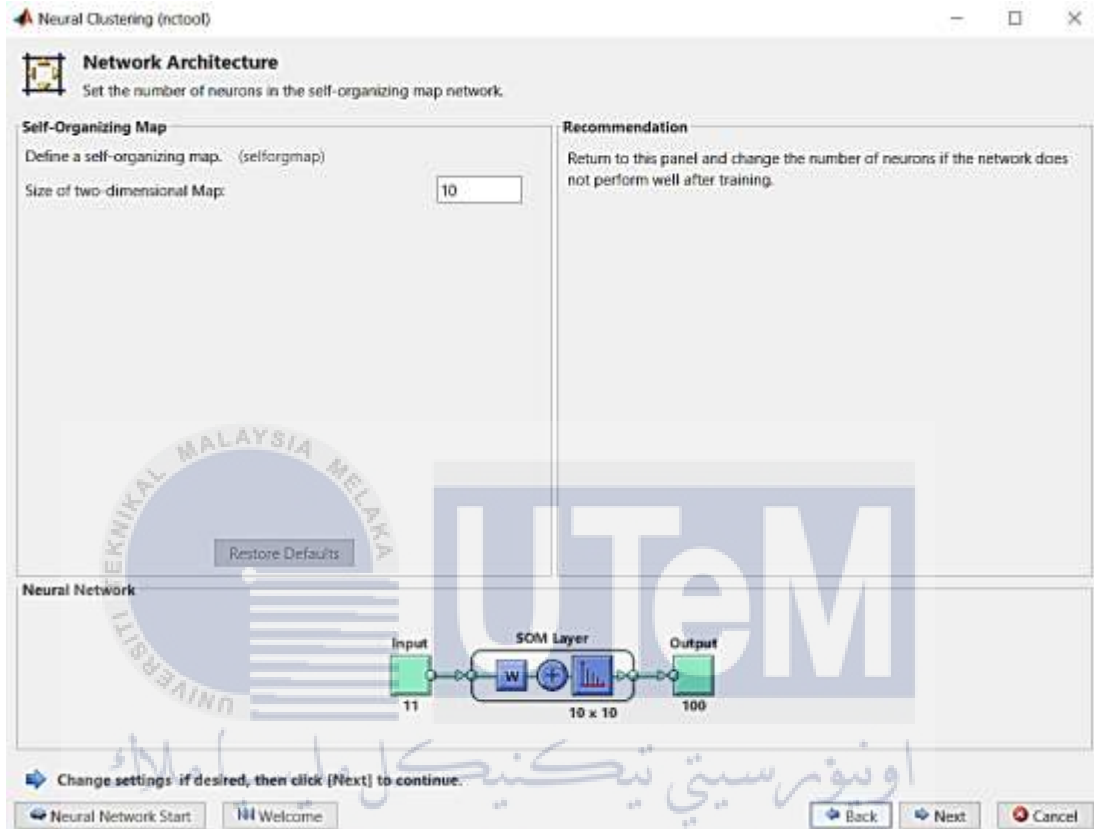 Neural Clustering (nctool)
Network Architecture
Set the number of neurons in the self-organizing map network.
Self-Organizing Map
Define a self-organizing map. (selforgmap)
Size of two-dimensional Map: 10
Restore Defaults
Recommendation
Return to this panel and change the number of neurons if the network does
not perform well after training.
Neural Network
Input
SOM Layer
Output
W
11
10 x 10
100
Change settings if desired, then click [Next] to continue.
Neural Network Start
Welcome
Back
Next
Cancel
UNIVERSITI TEKNIKAL MALAYSIA MELAKA
UTeM
اونيۏرسيتي تيكنيكل مليسيا ملاك